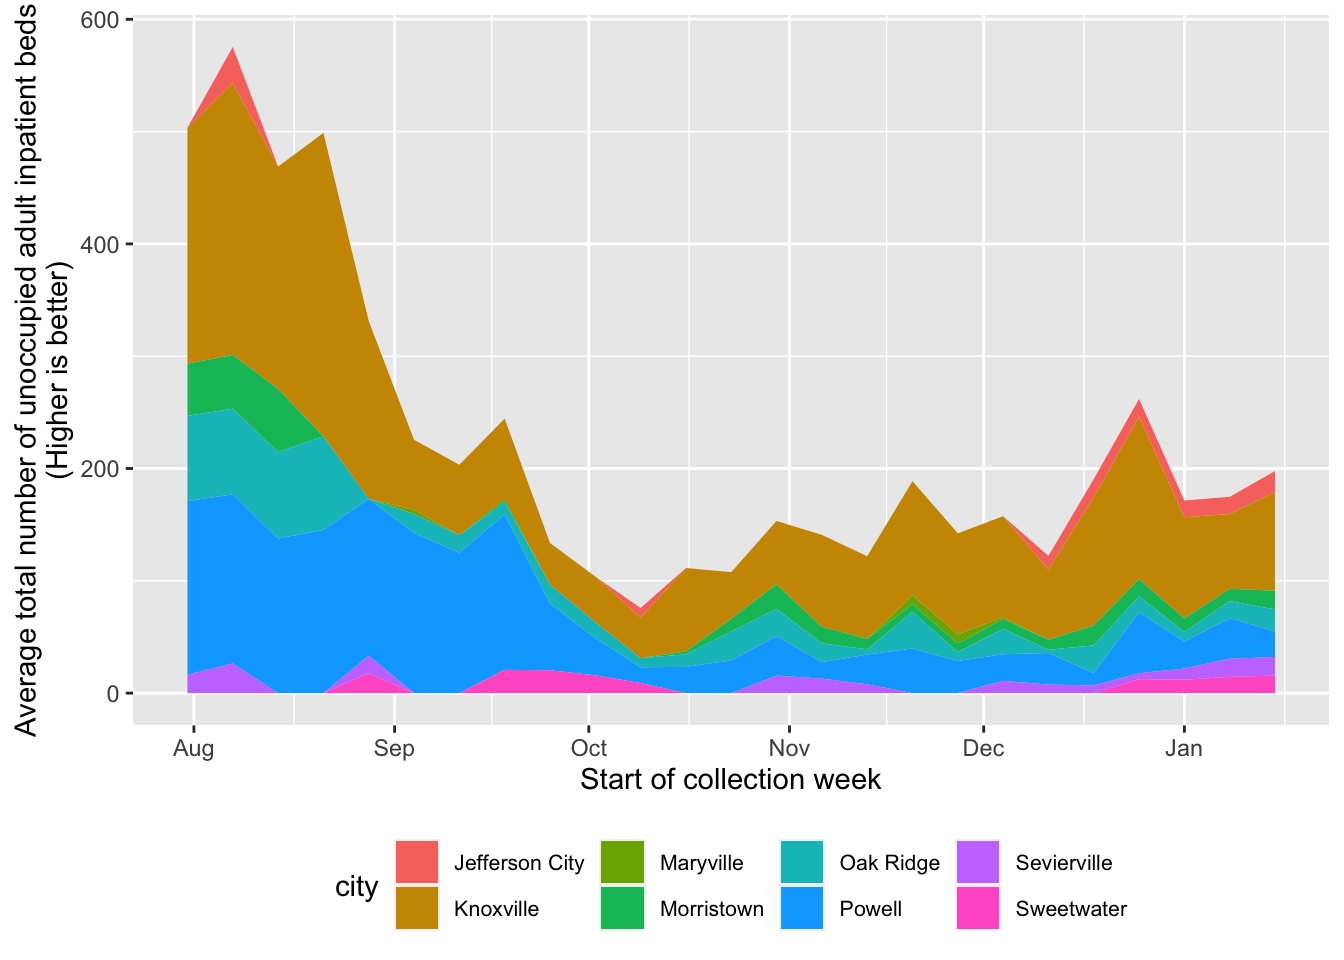 Average total number of unoccupied adult inpatient beds
(Higher is better)
600
400
200
0
Aug Sep Oct Nov Dec Jan
Start of collection week
city
Jefferson City Maryville Oak Ridge Sevierville
Knoxville Morristown Powell Sweetwater